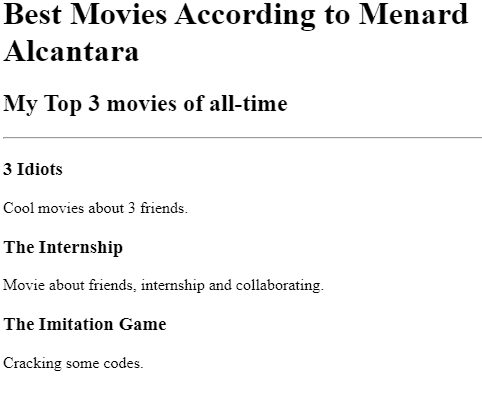 Best Movies According to Menard
Alcantara
My Top 3 movies of all-time
3 Idiots
Cool movies about 3 friends.
The Internship
Movie about friends, internship and collaborating.
The Imitation Game
Cracking some codes.